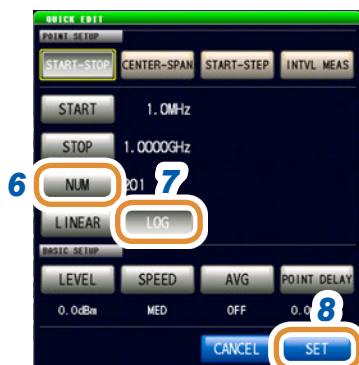 QUICK EDIT
POINT SETUP
START-STOP CENTER-SPAN START-STEP INTVL MEAS
START 1.0MHz
STOP 1.0000GHz
6 NUM 201 7
LINEAR LOG
BASIC SETUP
LEVEL SPEED AVG POINT DELAY
0.0dBm MED OFF 0.0 8
CANCEL SET